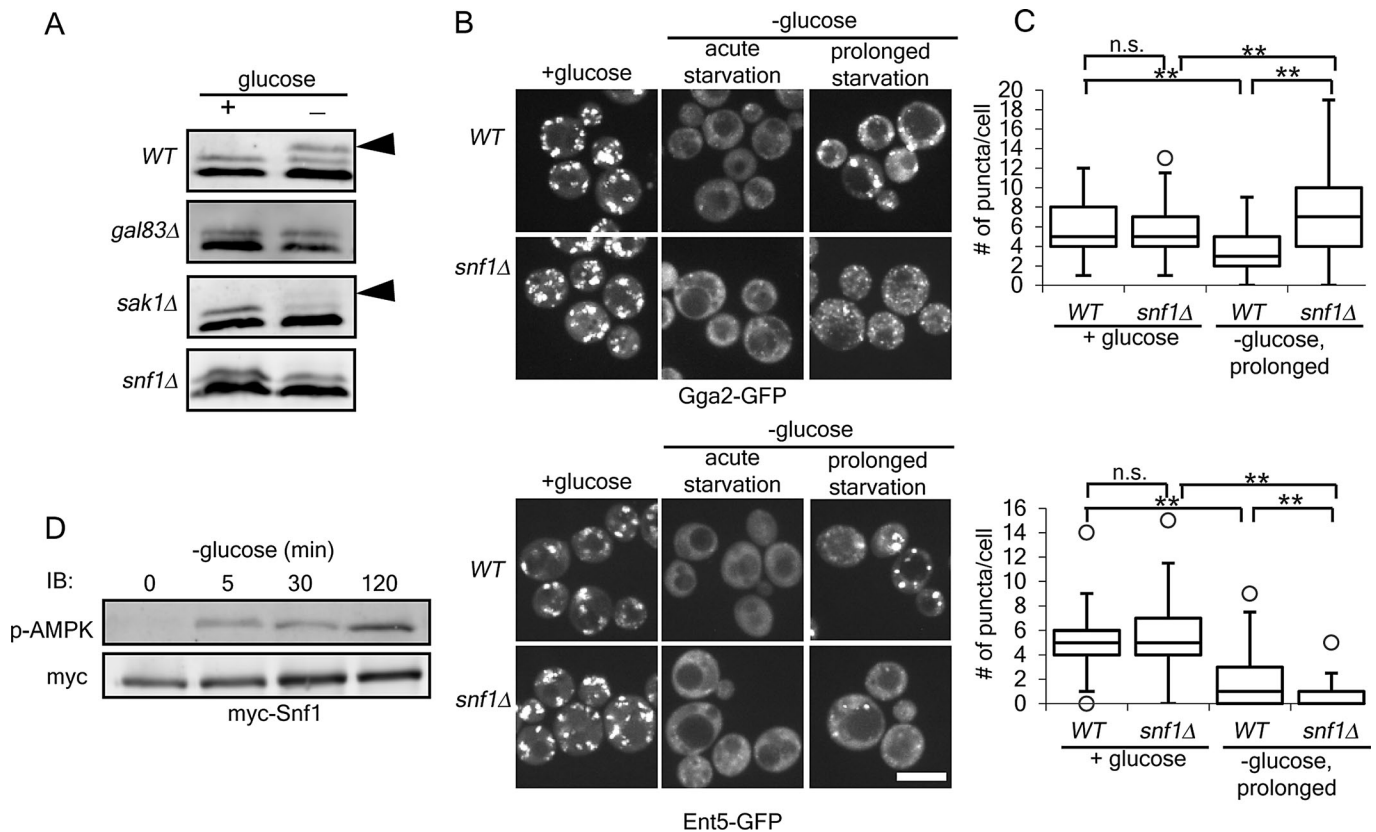 A
glucose
+ –
WT
gal83Δ
sak1Δ
snf1Δ
B
-glucose
+glucose
acute starvation
prolonged starvation
WT
snf1Δ
Gga2-GFP
-glucose
+glucose
acute starvation
prolonged starvation
WT
snf1Δ
Ent5-GFP
C
n.s.
**
**
**
# of puncta/cell
20
18
16
14
12
10
8
6
4
2
0
WT snf1Δ WT snf1Δ
+ glucose
-glucose, prolonged
n.s.
**
**
**
# of puncta/cell
16
14
12
10
8
6
4
2
0
WT snf1Δ WT snf1Δ
+ glucose
-glucose, prolonged
D
-glucose (min)
IB: 0 5 30 120
p-AMPK
myc
myc-Snf1